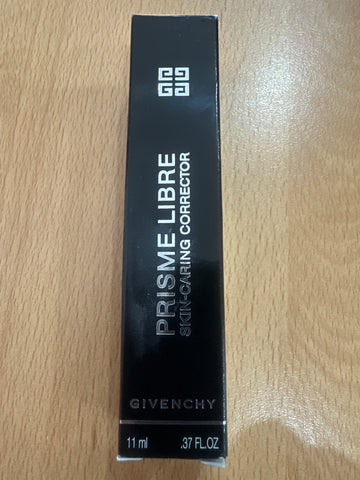 PRISME LIBRE
SKIN-CARING CORRECTOR
GIVENCHY
11 ml .37 FL.OZ